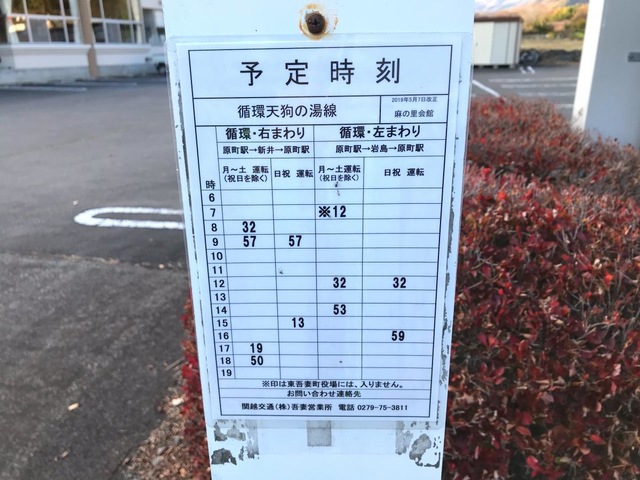 予定時刻
循環天狗の湯線
2018年5月7日改正
麻の里会館
循環・右まわり 循環・左まわり
原町駅→新井→原町駅 原町駅→岩島→原町駅
時 月～土 運転 (祝日を除く) 日祝 運転 月～土 運転 (祝日を除く) 日祝 運転
6
7 ※12
8 32
9 57 57
10
11
12 32 32
13
14 53
15 13
16 59
17 19
18 50
19
※印は東吾妻町役場には、入りません。
お問い合わせ連絡先
関越交通(株)吾妻営業所 電話 0279-75-3811